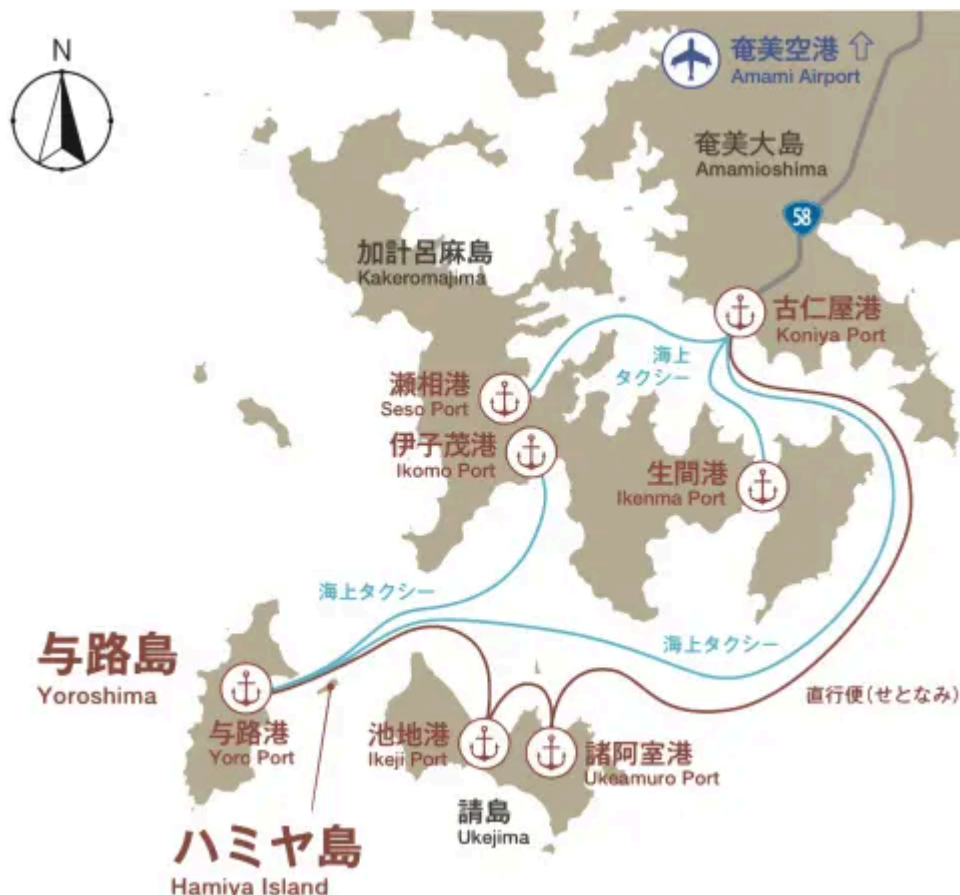 N
奄美空港
Amami Airport
奄美大島
Amamioshima
58
加計呂麻島
Kakeromajima
古仁屋港
Koniya Port
海上
タクシー
瀬相港
Seso Port
伊子茂港
Ikomo Port
生間港
Ikenma Port
海上タクシー
与路島
Yoroshima
海上タクシー
直行便(せとなみ)
与路港
Yoro Port
池地港
Ikeji Port
諸阿室港
Ukeamuro Port
請島
Ukejima
ハミヤ島
Hamiya Island